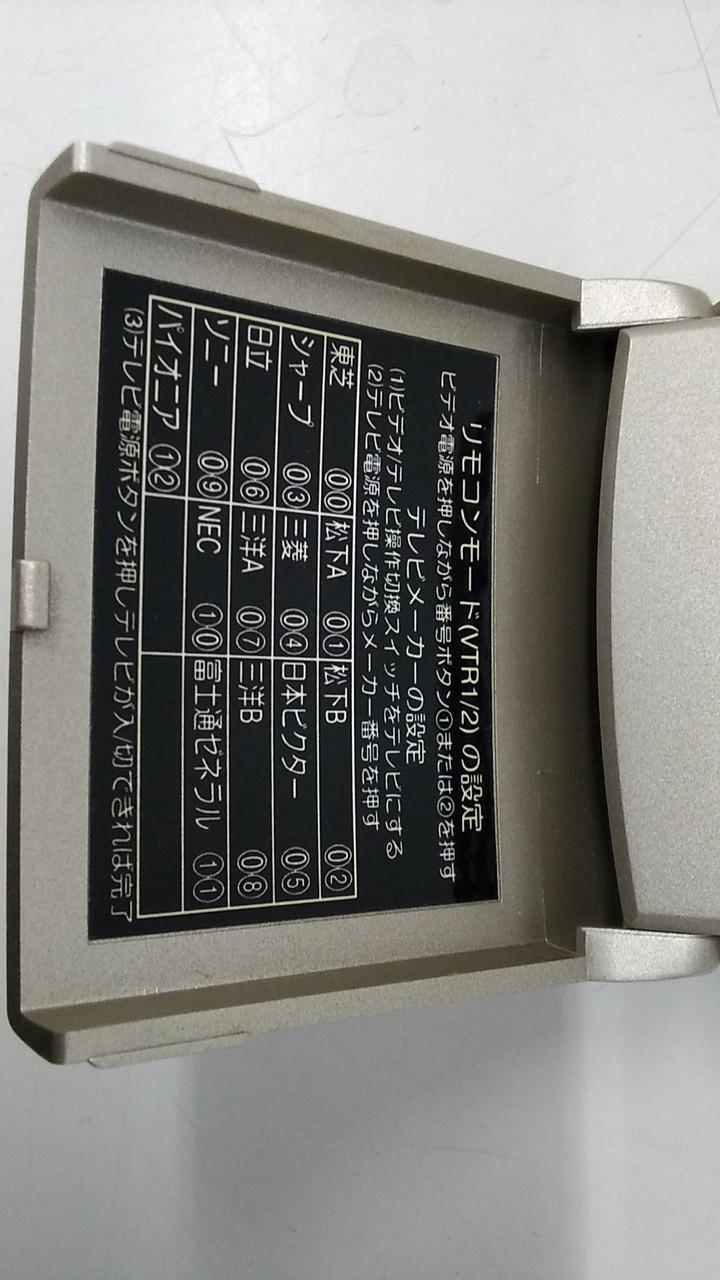 リモコンモード(VTR1/2)の設定
ビデオ電源を押しながら番号ボタン①または②を押す
テレビメーカーの設定
(1)ビデオ/テレビ操作切換スイッチをテレビにする
(2)テレビ電源を押しながらメーカー番号を押す
東芝 ⓪⓪ 松下A ⓪① 松下B ⓪②
シャープ ⓪③ 三菱 ⓪④ 日本ビクター ⓪⑤
日立 ⓪⑥ 三洋A ⓪⑦ 三洋B ⓪⑧
ソニー ⓪⑨ NEC ①⓪ 富士通ゼネラル ①①
パイオニア ①②
(3)テレビ電源ボタンを押しテレビが入/切できれば完了